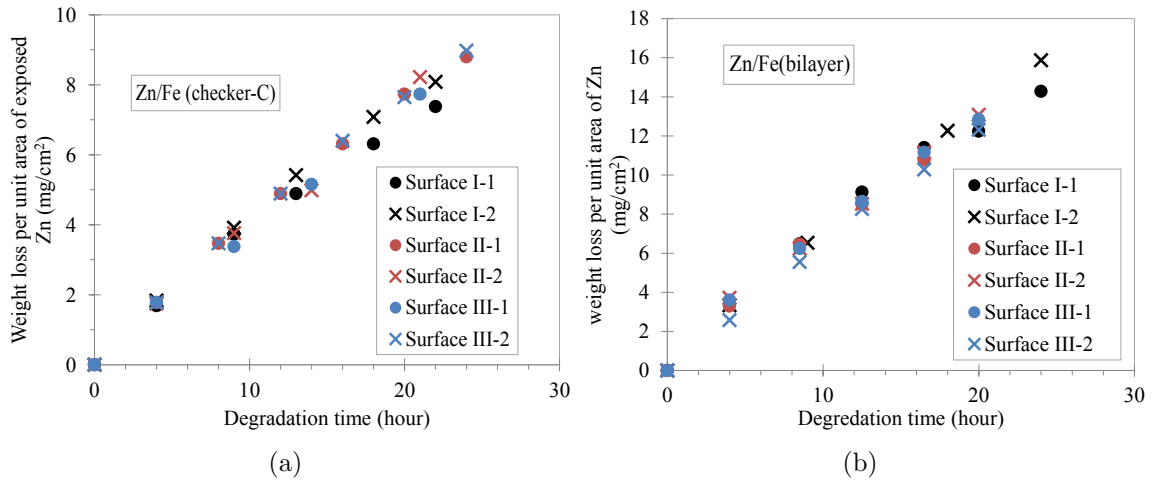 Weight loss per unit area of exposed
Zn (mg/cm²)
10
8
6
4
2
0
Zn/Fe (checker-C)
Surface I-1
Surface I-2
Surface II-1
Surface II-2
Surface III-1
Surface III-2
0 10 20 30
Degradation time (hour)
(a)
weight loss per unit area of Zn
(mg/cm²)
18
16
14
12
10
8
6
4
2
0
Zn/Fe(bilayer)
Surface I-1
Surface I-2
Surface II-1
Surface II-2
Surface III-1
Surface III-2
0 10 20 30
Degredation time (hour)
(b)